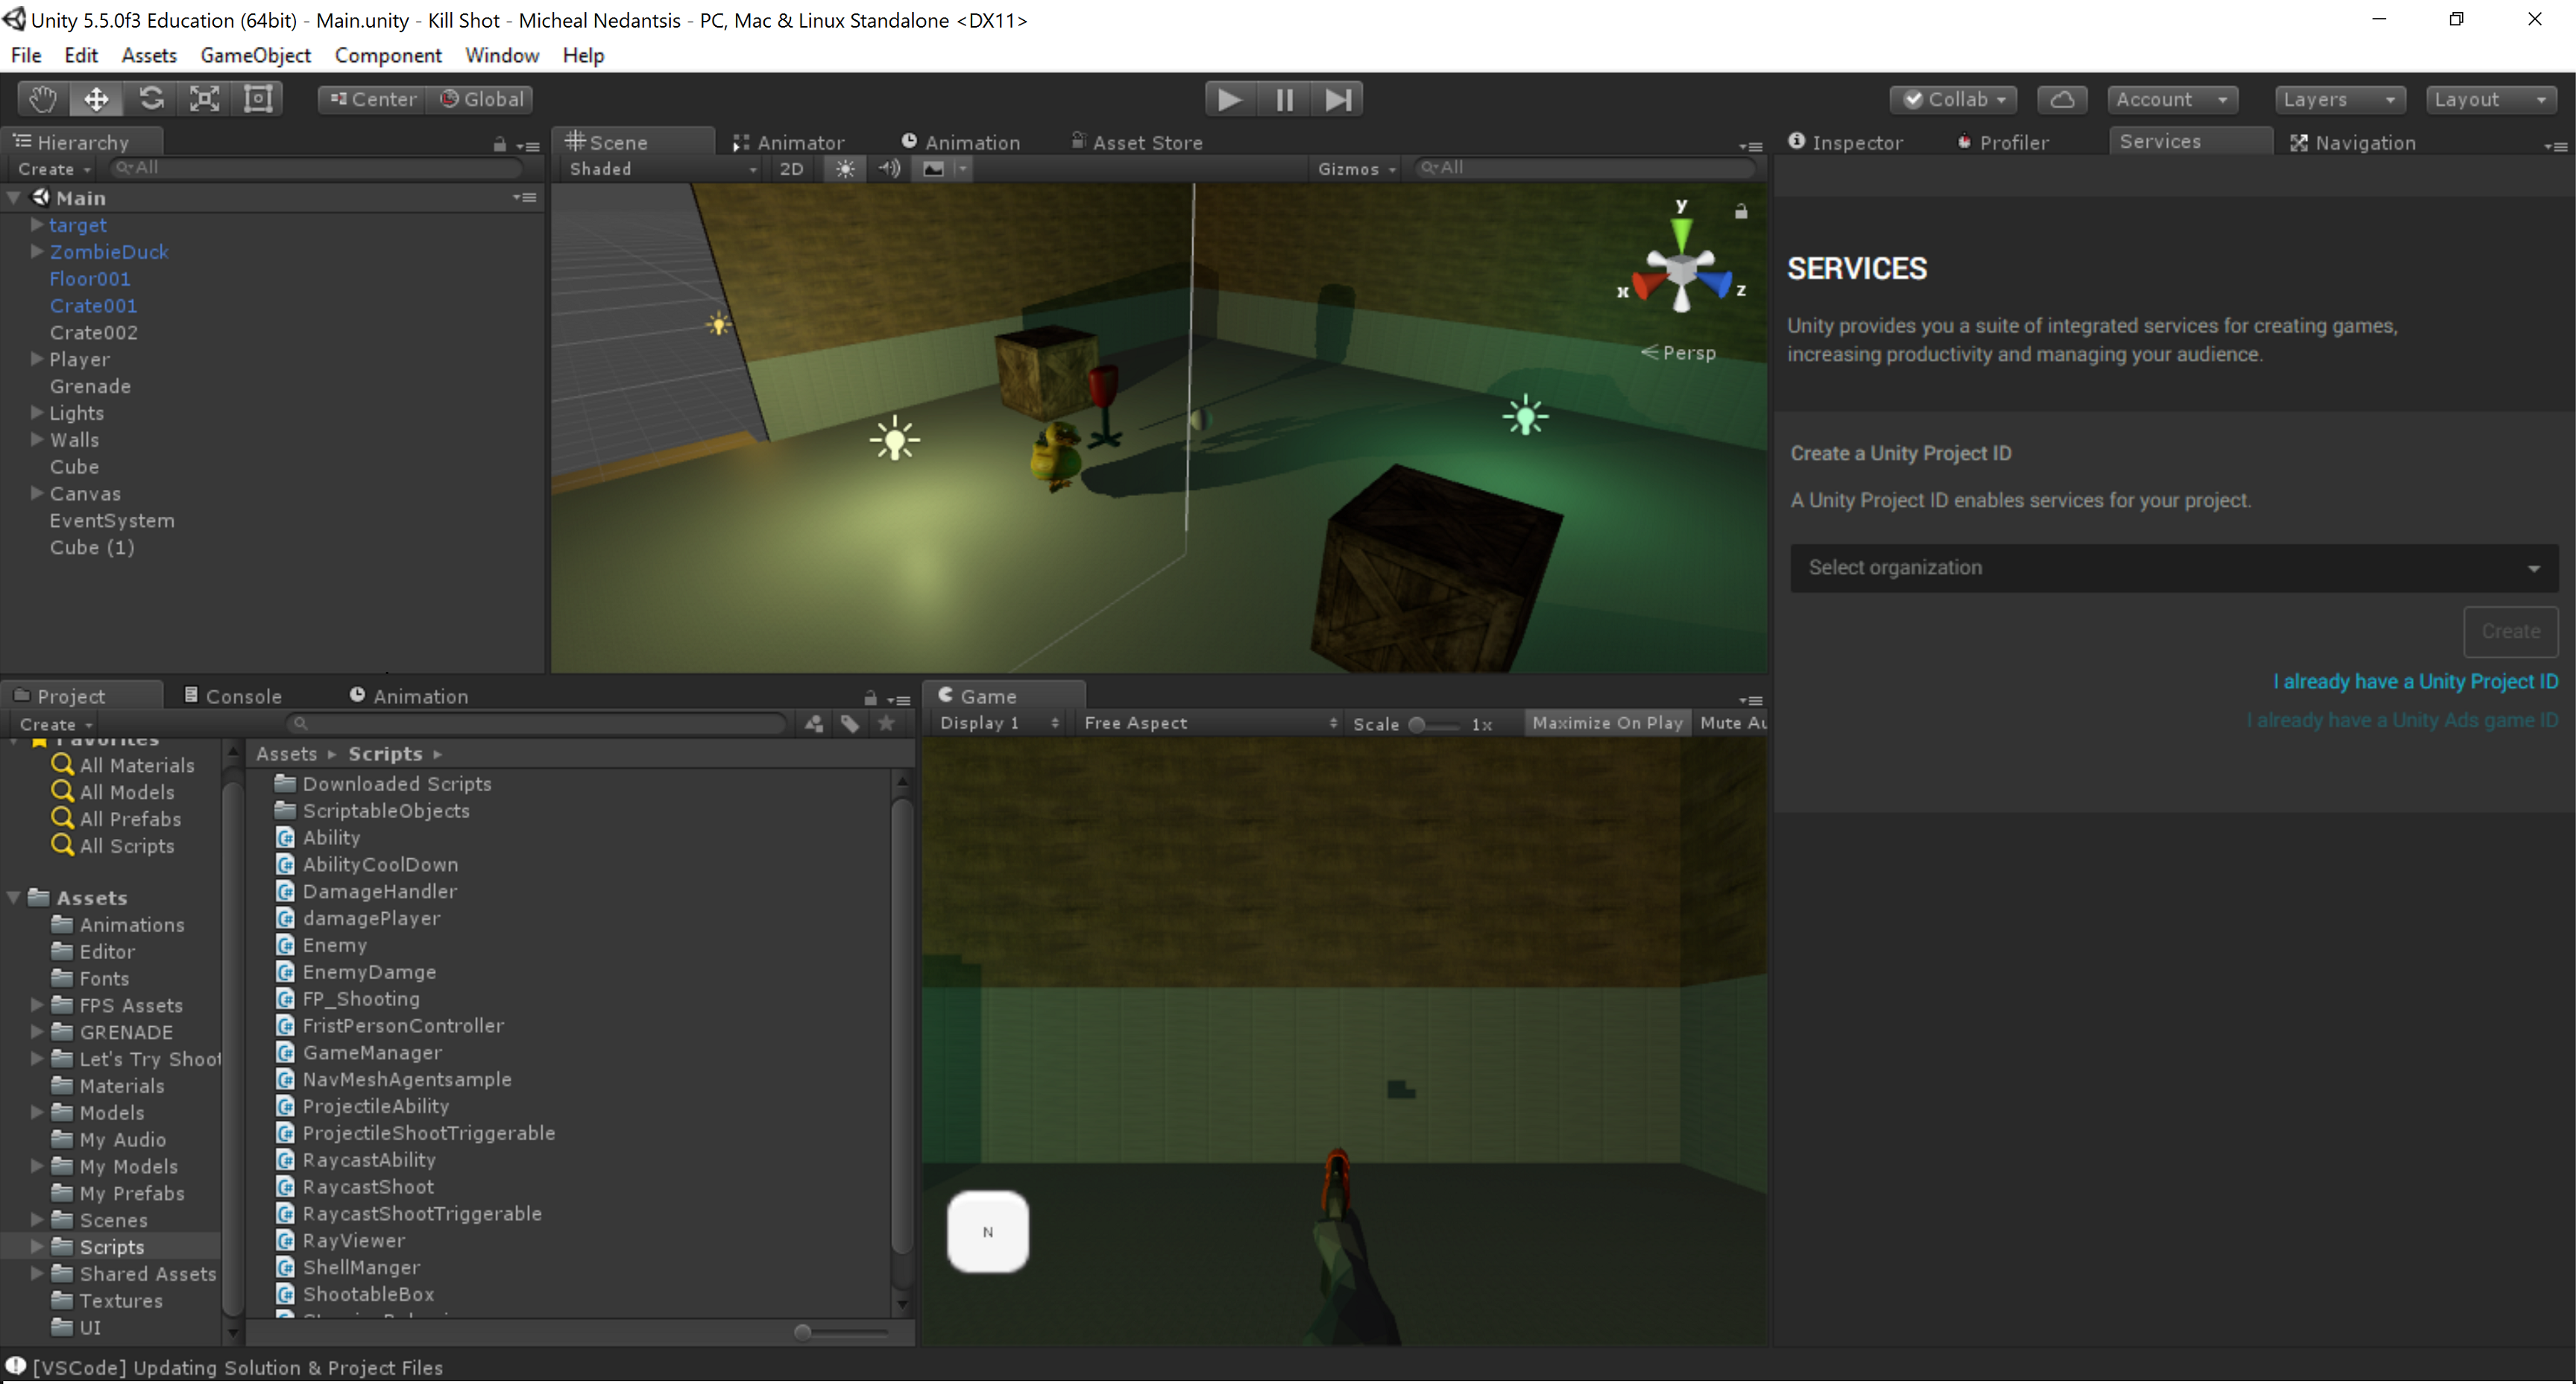 Unity 5.5.0f3 Education (64bit) - Main.unity - Kill Shot - Micheal Nedantsis - PC, Mac & Linux Standalone <DX11>
File Edit Assets GameObject Component Window Help
Center Global Collab Account Layers Layout
Hierarchy
Create All
Main
target
ZombieDuck
Floor001
Crate001
Crate002
Player
Grenade
Lights
Walls
Cube
Canvas
EventSystem
Cube (1)
Scene Animator Animation Asset Store
Shaded 2D Gizmos All
y
x z
Persp
Inspector Profiler Services Navigation
SERVICES
Unity provides you a suite of integrated services for creating games,
increasing productivity and managing your audience.
Create a Unity Project ID
A Unity Project ID enables services for your project.
Select organization
Create
I already have a Unity Project ID
I already have a Unity Ads game ID
Project Console Animation
Create
Favorites
All Materials
All Models
All Prefabs
All Scripts
Assets
Animations
Editor
Fonts
FPS Assets
GRENADE
Let's Try Shoot
Materials
Models
My Audio
My Models
My Prefabs
Scenes
Scripts
Shared Assets
Textures
UI
Assets Scripts
Downloaded Scripts
ScriptableObjects
Ability
AbilityCoolDown
DamageHandler
damagePlayer
Enemy
EnemyDamge
FP_Shooting
FristPersonController
GameManager
NavMeshAgentsample
ProjectileAbility
ProjectileShootTriggerable
RaycastAbility
RaycastShoot
RaycastShootTriggerable
RayViewer
ShellManger
ShootableBox
Game
Display 1 Free Aspect Scale 1x Maximize On Play Mute Au
N
[VSCode] Updating Solution & Project Files